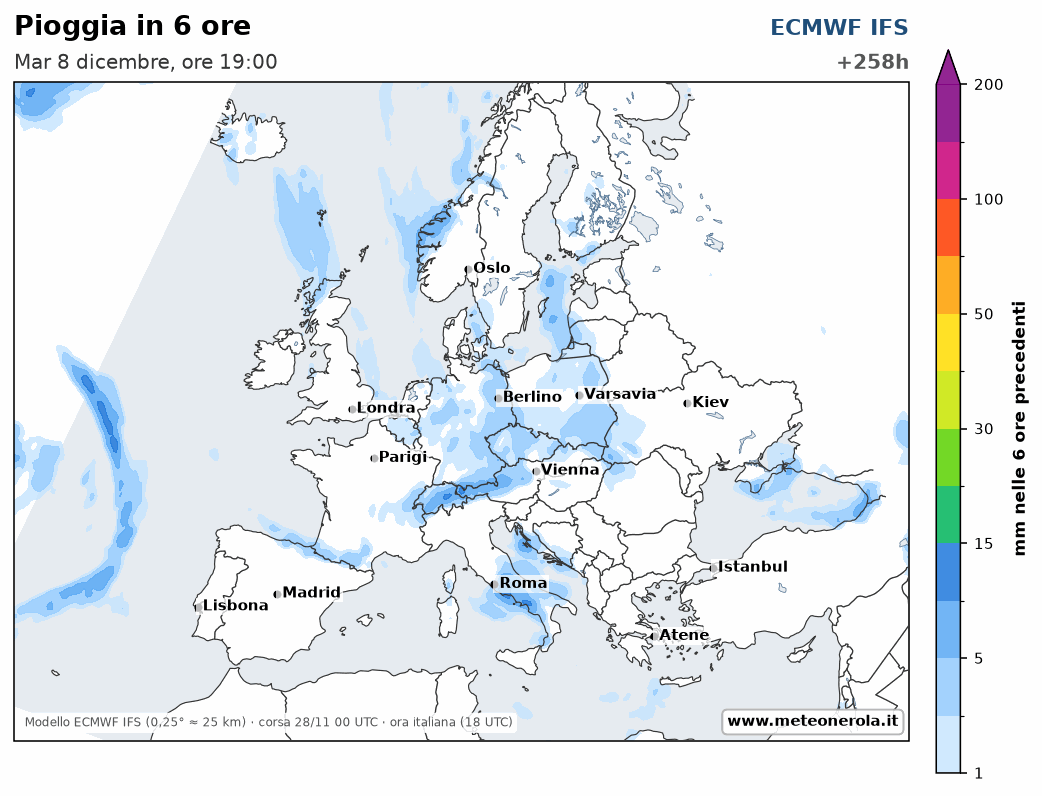 Pioggia in 6 ore
ECMWF IFS
Mar 8 dicembre, ore 19:00
+258h
200
100
50
30
15
5
1
mm nelle 6 ore precedenti
Oslo
Berlino
Varsavia
Londra
Kiev
Parigi
Vienna
Istanbul
Roma
Madrid
Lisbona
Atene
Modello ECMWF IFS (0,25° ≈ 25 km) · corsa 28/11 00 UTC · ora italiana (18 UTC)
www.meteonerola.it